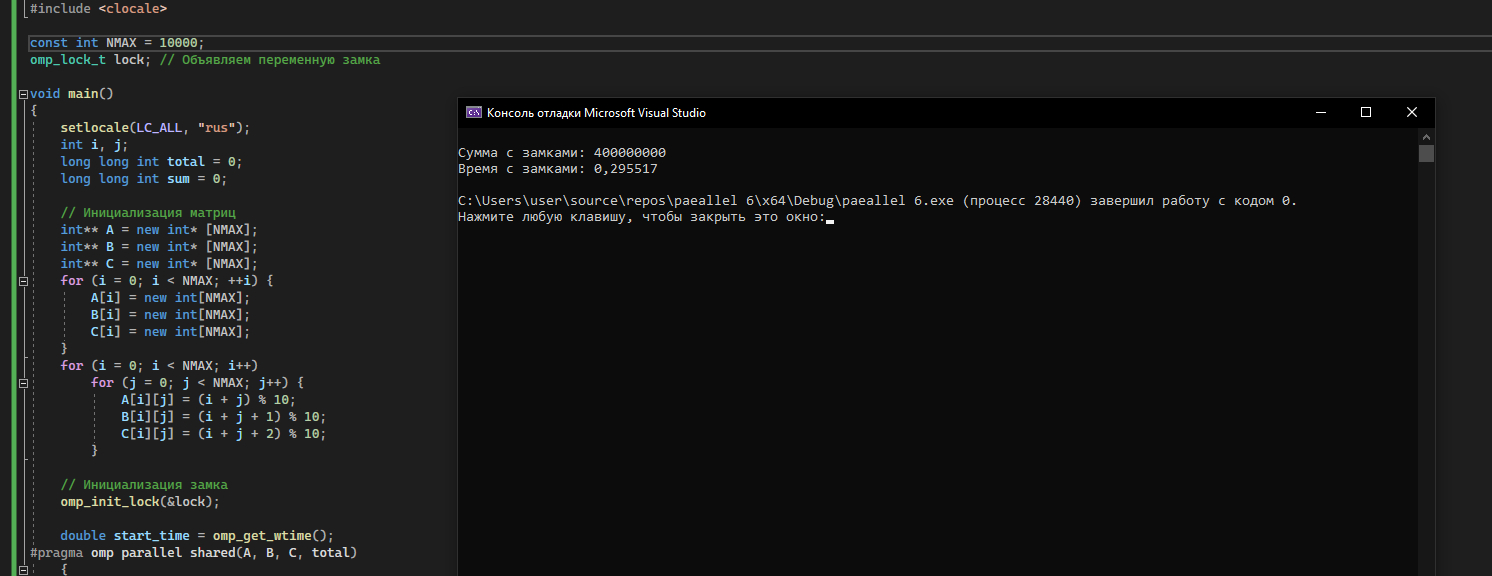 #include <clocale>
const int NMAX = 10000;
omp_lock_t lock; // Объявляем переменную замка
void main()
{
setlocale(LC_ALL, "rus");
int i, j;
long long int total = 0;
long long int sum = 0;
// Инициализация матриц
int** A = new int* [NMAX];
int** B = new int* [NMAX];
int** C = new int* [NMAX];
for (i = 0; i < NMAX; ++i) {
A[i] = new int[NMAX];
B[i] = new int[NMAX];
C[i] = new int[NMAX];
}
for (i = 0; i < NMAX; i++)
for (j = 0; j < NMAX; j++) {
A[i][j] = (i + j) % 10;
B[i][j] = (i + j + 1) % 10;
C[i][j] = (i + j + 2) % 10;
}
// Инициализация замка
omp_init_lock(&lock);
double start_time = omp_get_wtime();
#pragma omp parallel shared(A, B, C, total)
{
Консоль отладки Microsoft Visual Studio
Сумма с замками: 400000000
Время с замками: 0,295517
C:\Users\user\source\repos\paeallel 6\x64\Debug\paeallel 6.exe (процесс 28440) завершил работу с кодом 0.
Нажмите любую клавишу, чтобы закрыть это окно: